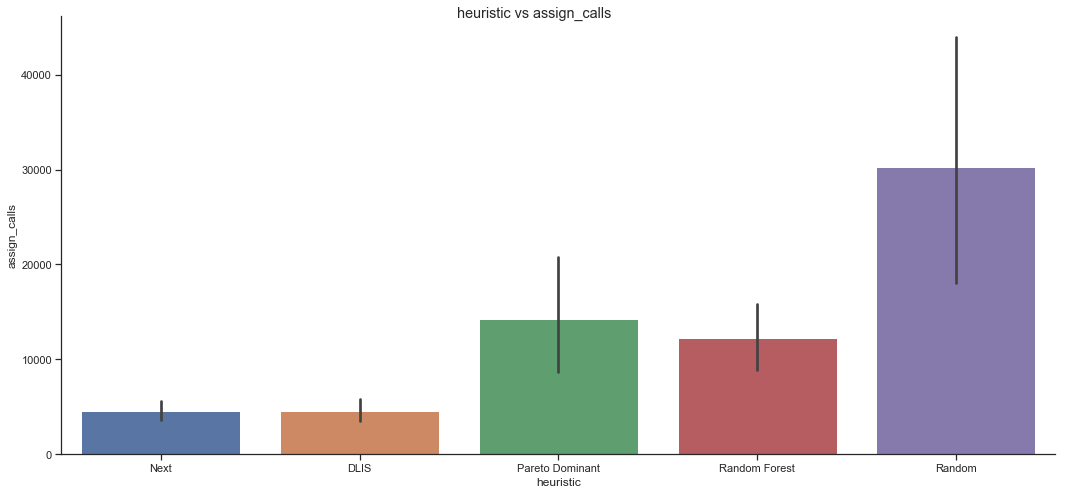 heuristic vs assign_calls
assign_calls
40000
30000
20000
10000
0
Next DLIS Pareto Dominant Random Forest Random
heuristic